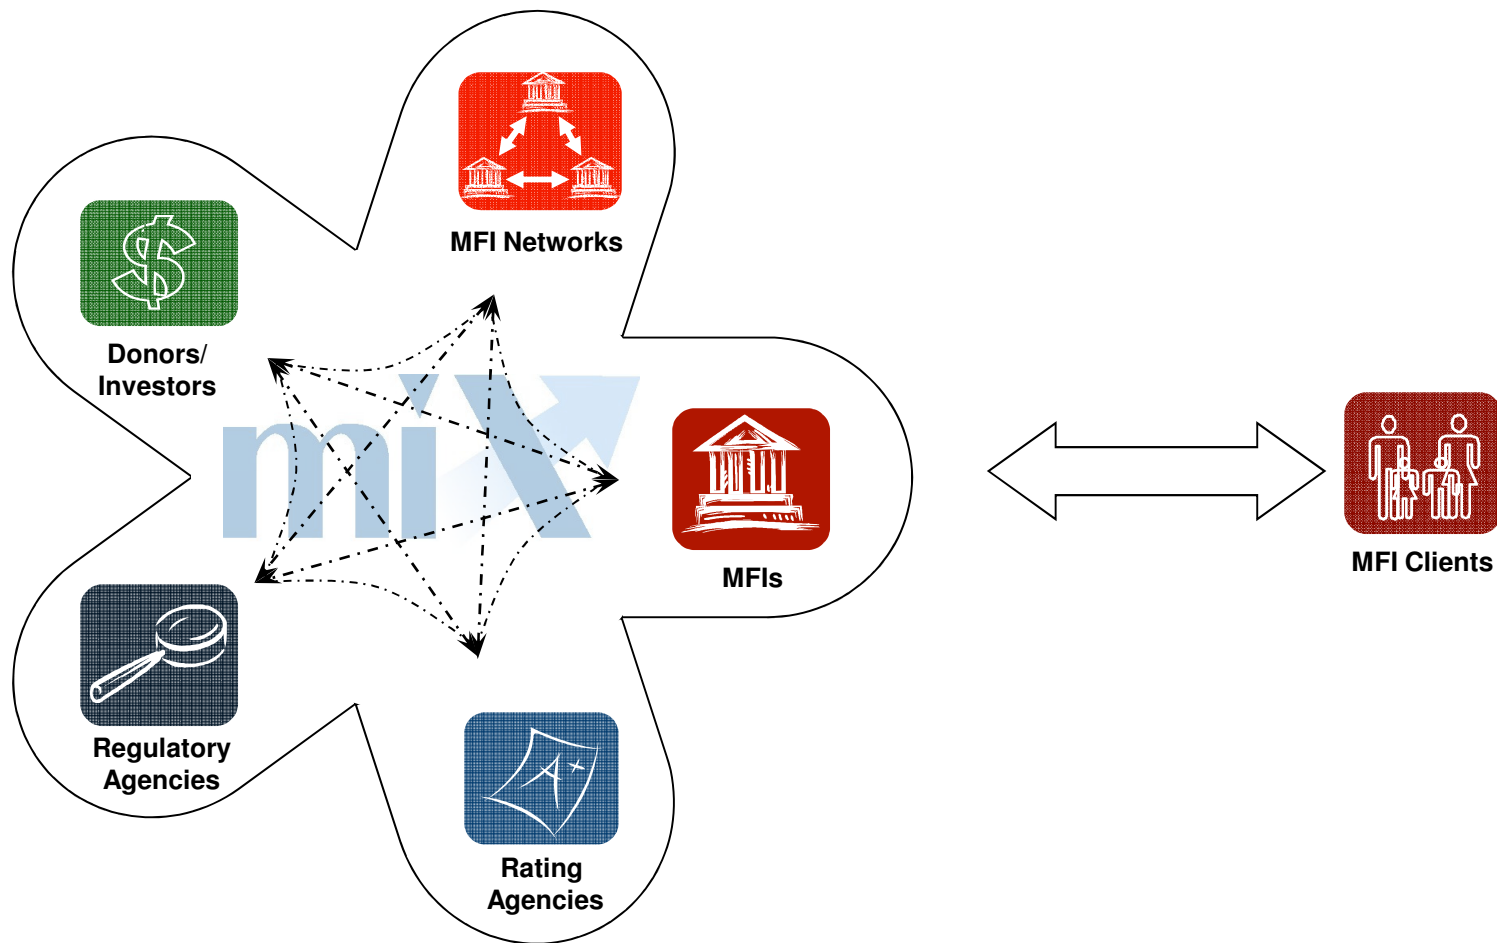 MFI Networks
Donors/
Investors
mix
MFIs
MFI Clients
Regulatory
Agencies
A+
Rating
Agencies